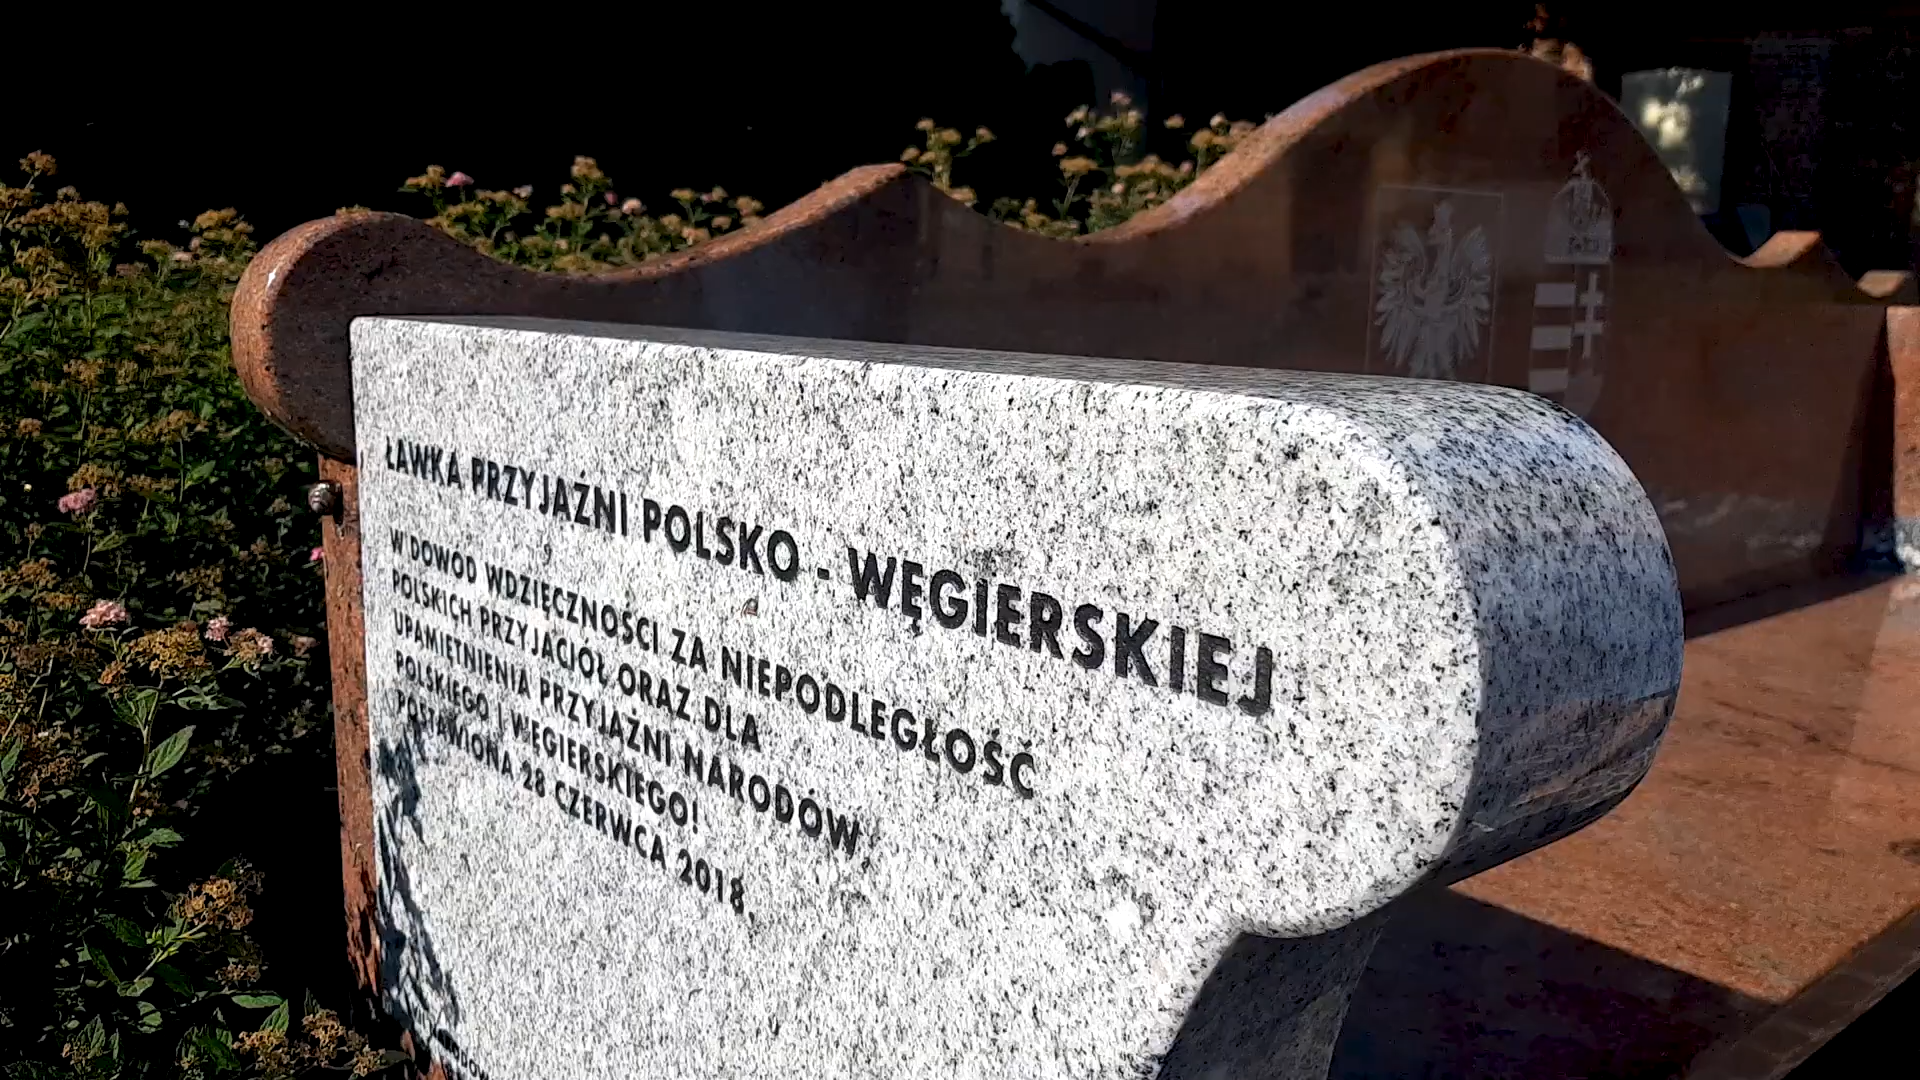 ŁAWKA PRZYJAŹNI POLSKO - WĘGIERSKIEJ
W DOWÓD WDZIĘCZNOŚCI ZA NIEPODLEGŁOŚĆ
POLSKICH PRZYJACIÓŁ ORAZ DLA
UPAMIĘTNIENIA PRZYJAŹNI NARODÓW
POLSKIEGO I WĘGIERSKIEGO!
POSTAWIONA 28 CZERWCA 2018.